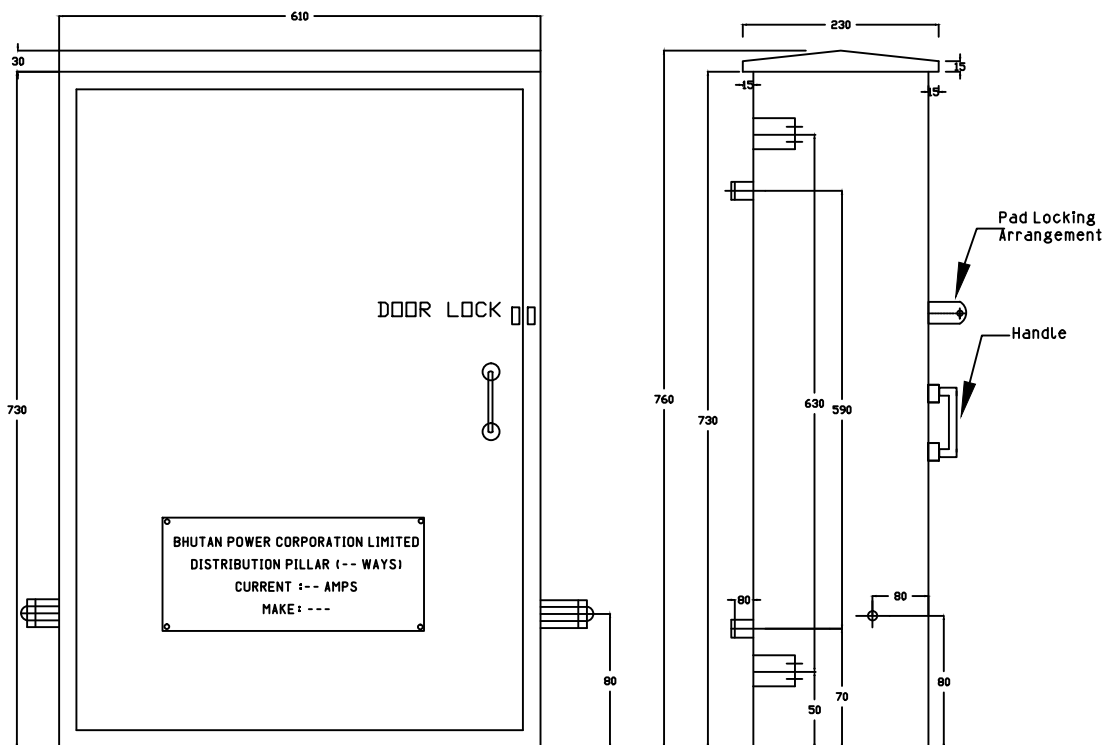 610
30
730
DOOR LOCK
BHUTAN POWER CORPORATION LIMITED
DISTRIBUTION PILLAR (-- WAYS)
CURRENT :-- AMPS
MAKE: ---
80
230
15
15
15
760
730
630
590
Pad Locking
Arrangement
Handle
80
80
80
70
50